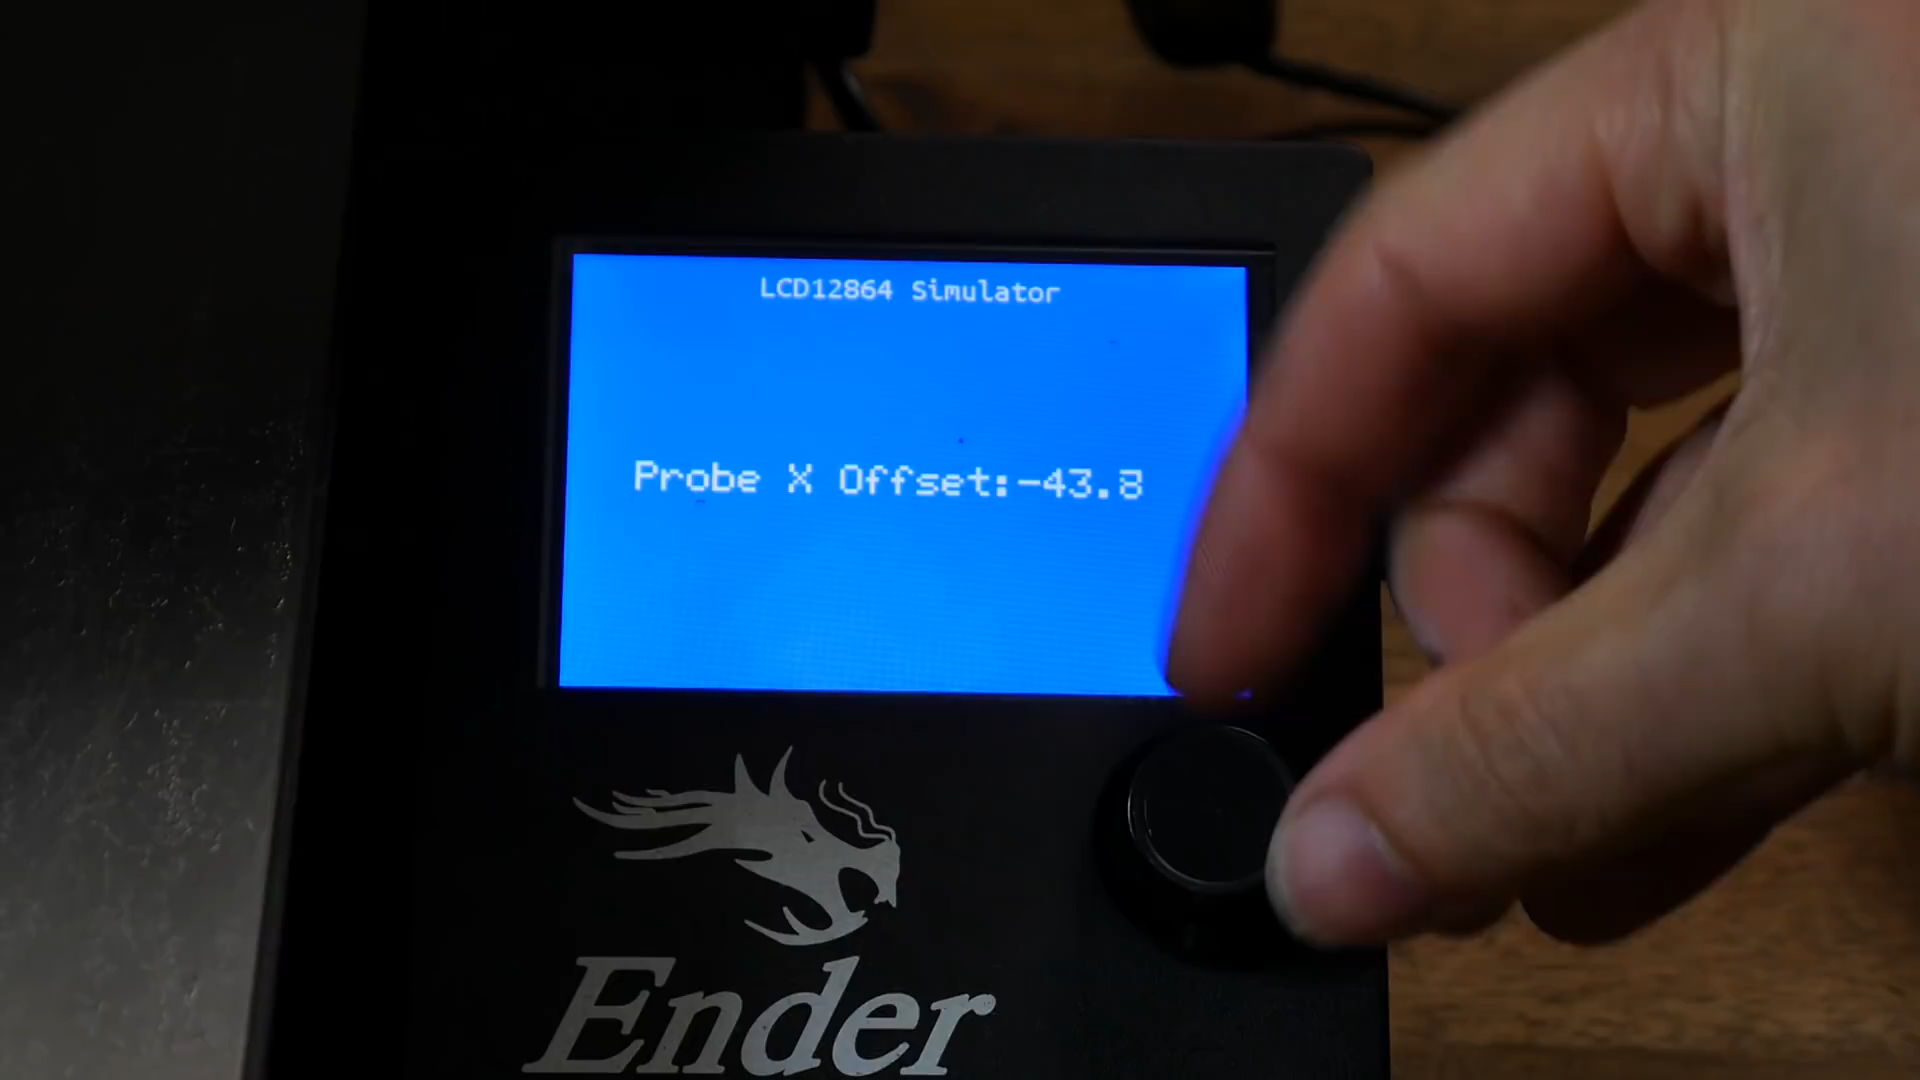 LCD12864 Simulator
Probe X Offset:-43.8
Ender